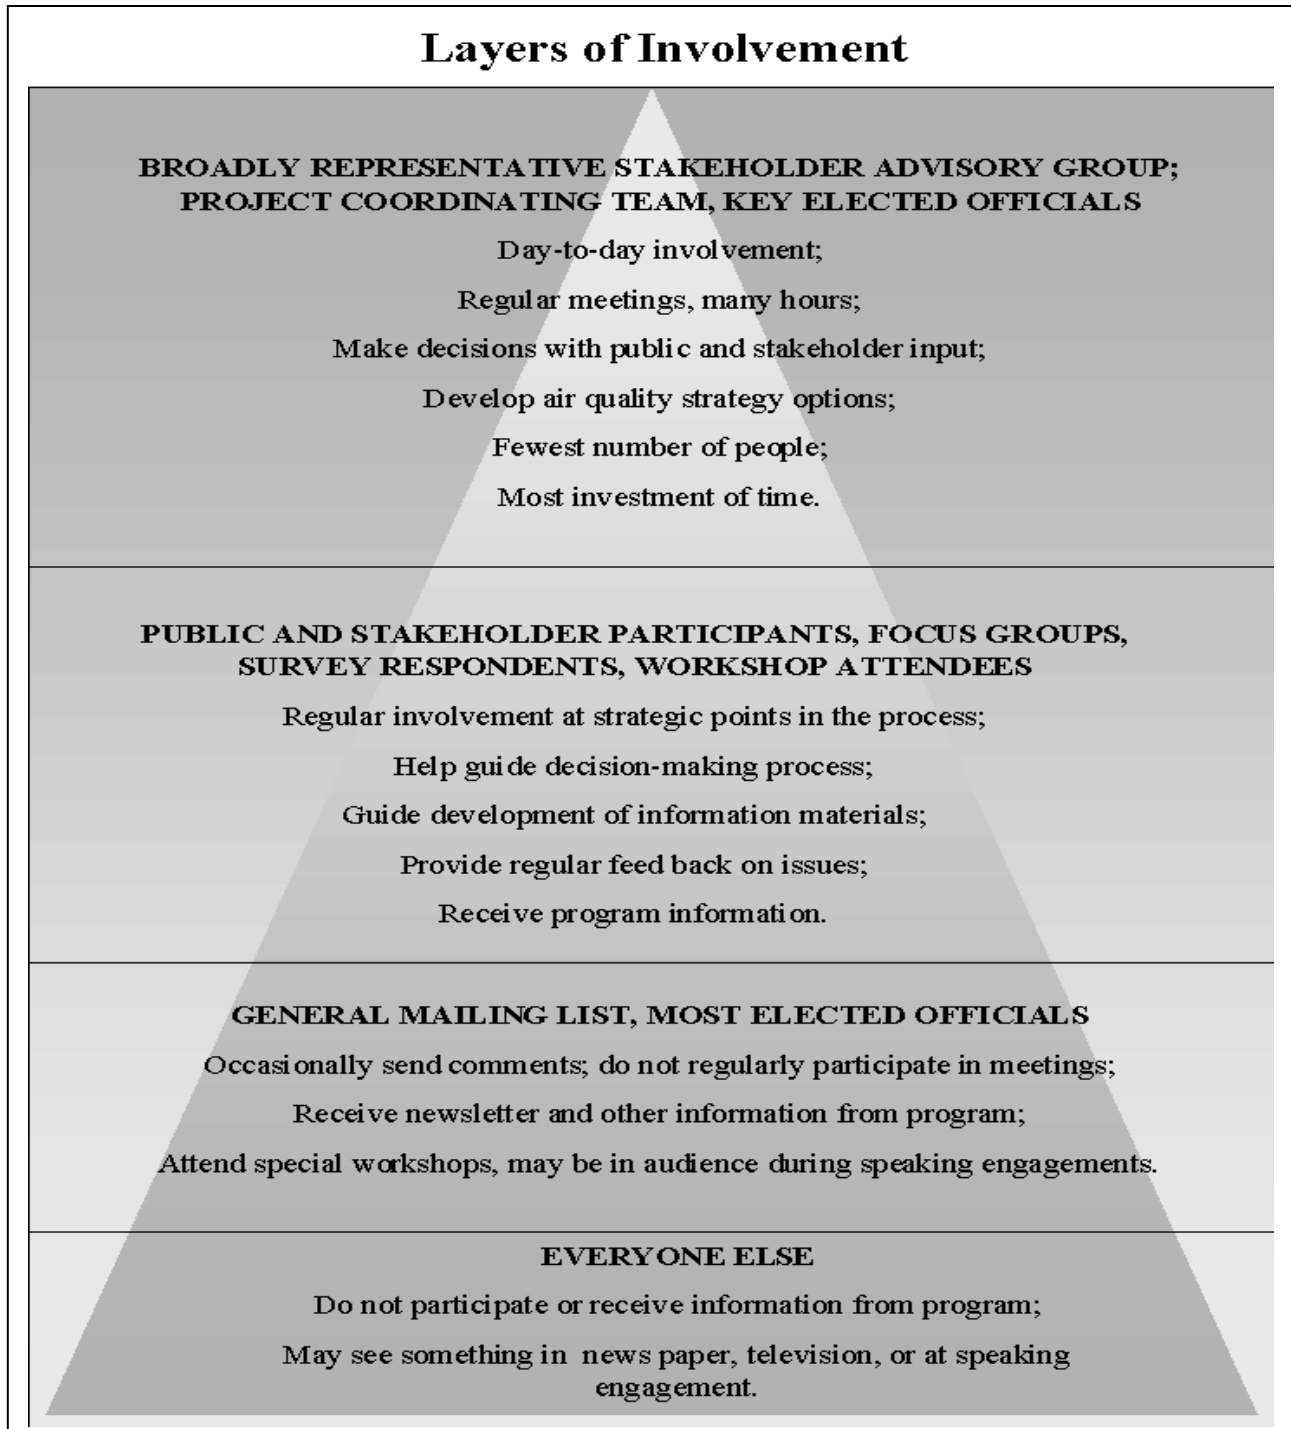 Layers of Involvement
BROADLY REPRESENTATIVE STAKEHOLDER ADVISORY GROUP;
PROJECT COORDINATING TEAM, KEY ELECTED OFFICIALS
Day-to-day involvement;
Regular meetings, many hours;
Make decisions with public and stakeholder input;
Develop air quality strategy options;
Fewest number of people;
Most investment of time.
PUBLIC AND STAKEHOLDER PARTICIPANTS, FOCUS GROUPS,
SURVEY RESPONDENTS, WORKSHOP ATTENDEES
Regular involvement at strategic points in the process;
Help guide decision-making process;
Guide development of information materials;
Provide regular feed back on issues;
Receive program information.
GENERAL MAILING LIST, MOST ELECTED OFFICIALS
Occasionally send comments; do not regularly participate in meetings;
Receive newsletter and other information from program;
Attend special workshops, may be in audience during speaking engagements.
EVERYONE ELSE
Do not participate or receive information from program;
May see something in news paper, television, or at speaking
engagement.